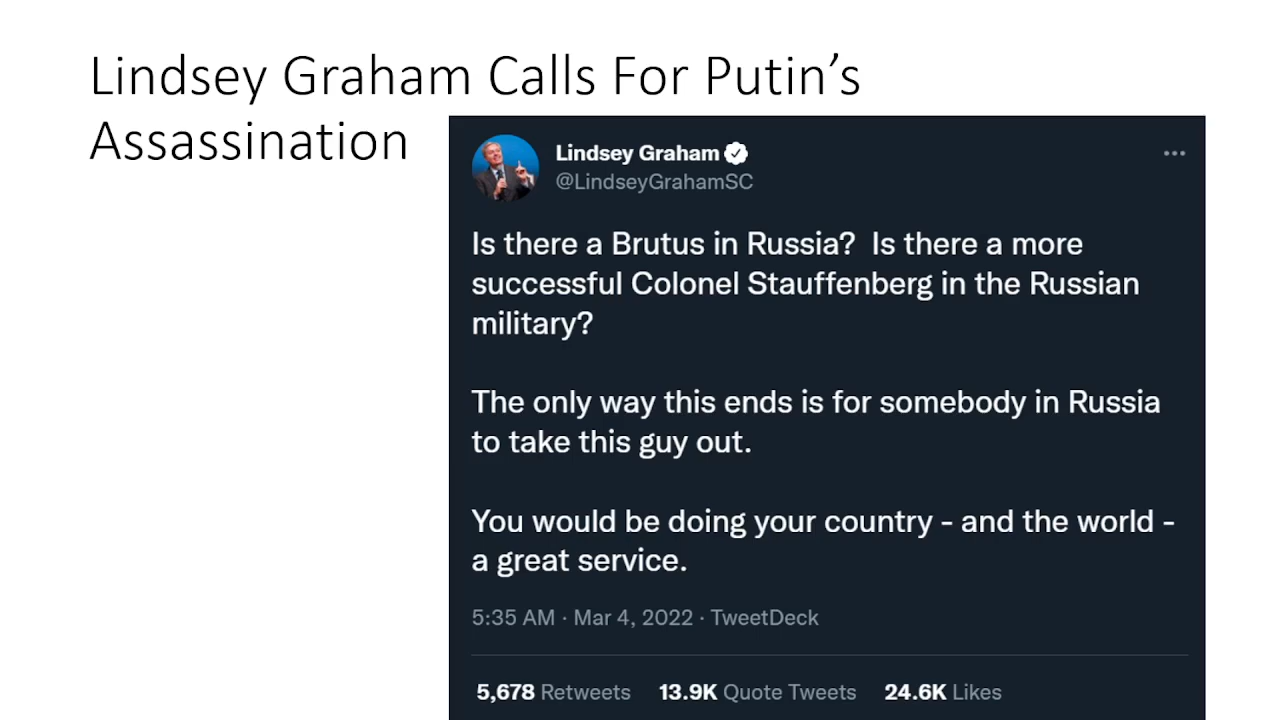 Lindsey Graham Calls For Putin’s
Assassination
Lindsey Graham
@LindseyGrahamSC
Is there a Brutus in Russia?  Is there a more
successful Colonel Stauffenberg in the Russian
military?
The only way this ends is for somebody in Russia
to take this guy out.
You would be doing your country - and the world -
a great service.
5:35 AM · Mar 4, 2022 · TweetDeck
5,678 Retweets 13.9K Quote Tweets 24.6K Likes